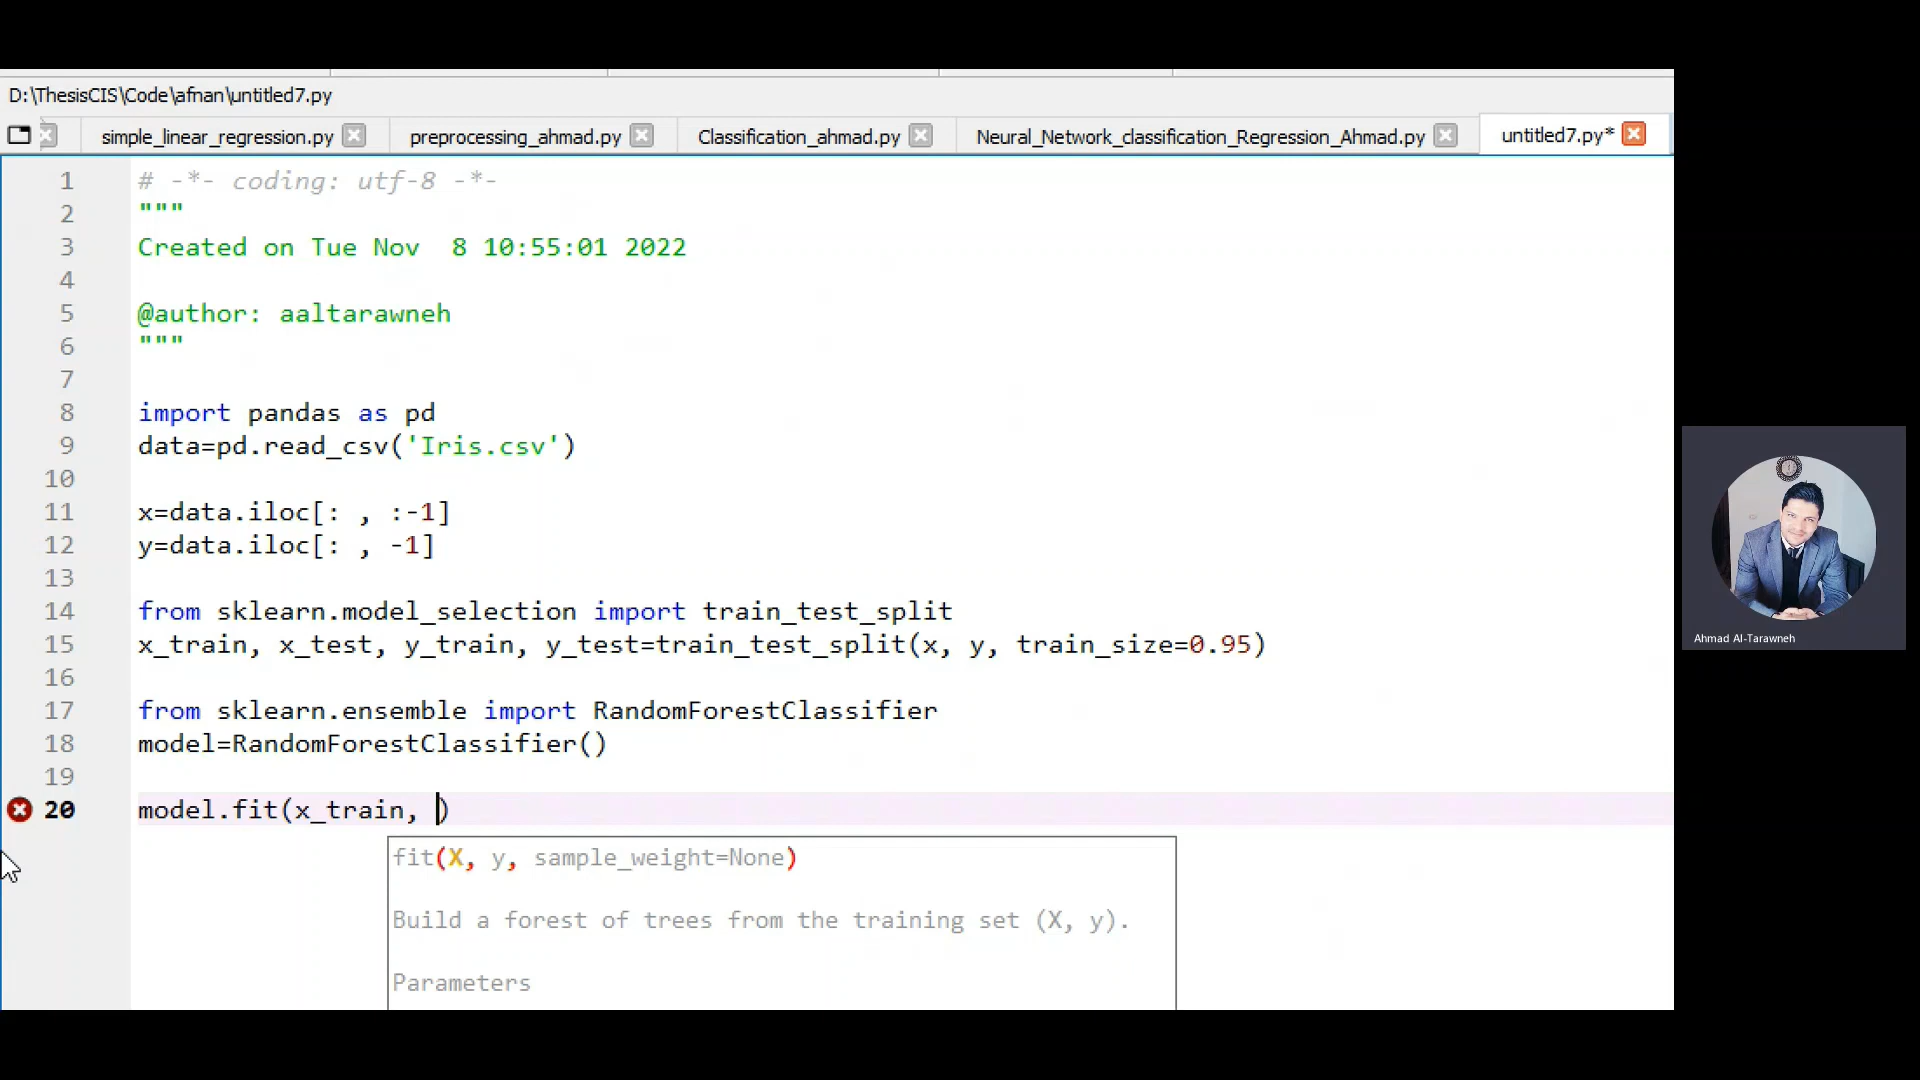 D:\ThesisCIS\Code\afnan\untitled7.py
simple_linear_regression.py preprocessing_ahmad.py Classification_ahmad.py Neural_Network_classification_Regression_Ahmad.py untitled7.py*
1 # -*- coding: utf-8 -*-
2 """
3 Created on Tue Nov  8 10:55:01 2022
4
5 @author: aaltarawneh
6 """
7
8 import pandas as pd
9 data=pd.read_csv('Iris.csv')
10
11 x=data.iloc[: , :-1]
12 y=data.iloc[: , -1]
13
14 from sklearn.model_selection import train_test_split
15 x_train, x_test, y_train, y_test=train_test_split(x, y, train_size=0.95)
16
17 from sklearn.ensemble import RandomForestClassifier
18 model=RandomForestClassifier()
19
20 model.fit(x_train, )
fit(X, y, sample_weight=None)
Build a forest of trees from the training set (X, y).
Parameters
Ahmad Al-Tarawneh